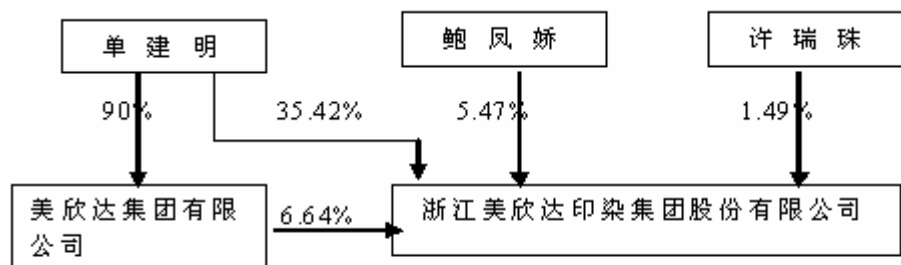 单 建 明
鲍 凤 娇
许 瑞 珠
90%
35.42%
5.47%
1.49%
美欣达集团有限
公司
6.64%
浙江美欣达印染集团股份有限公司